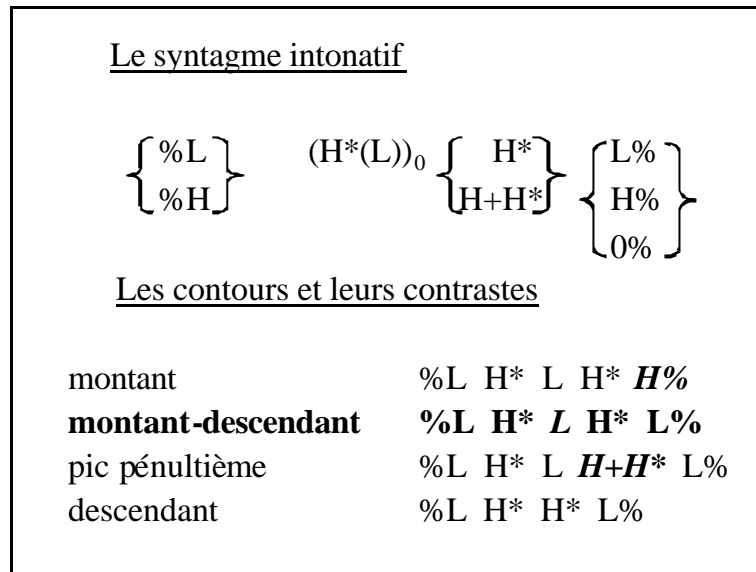 Le syntagme intonatif
%L (H*(L))₀ H* L%
%H H+H* H%
0%
Les contours et leurs contrastes
montant %L H* L H* H%
montant-descendant %L H* L H* L%
pic pénultième %L H* L H+H* L%
descendant %L H* H* L%